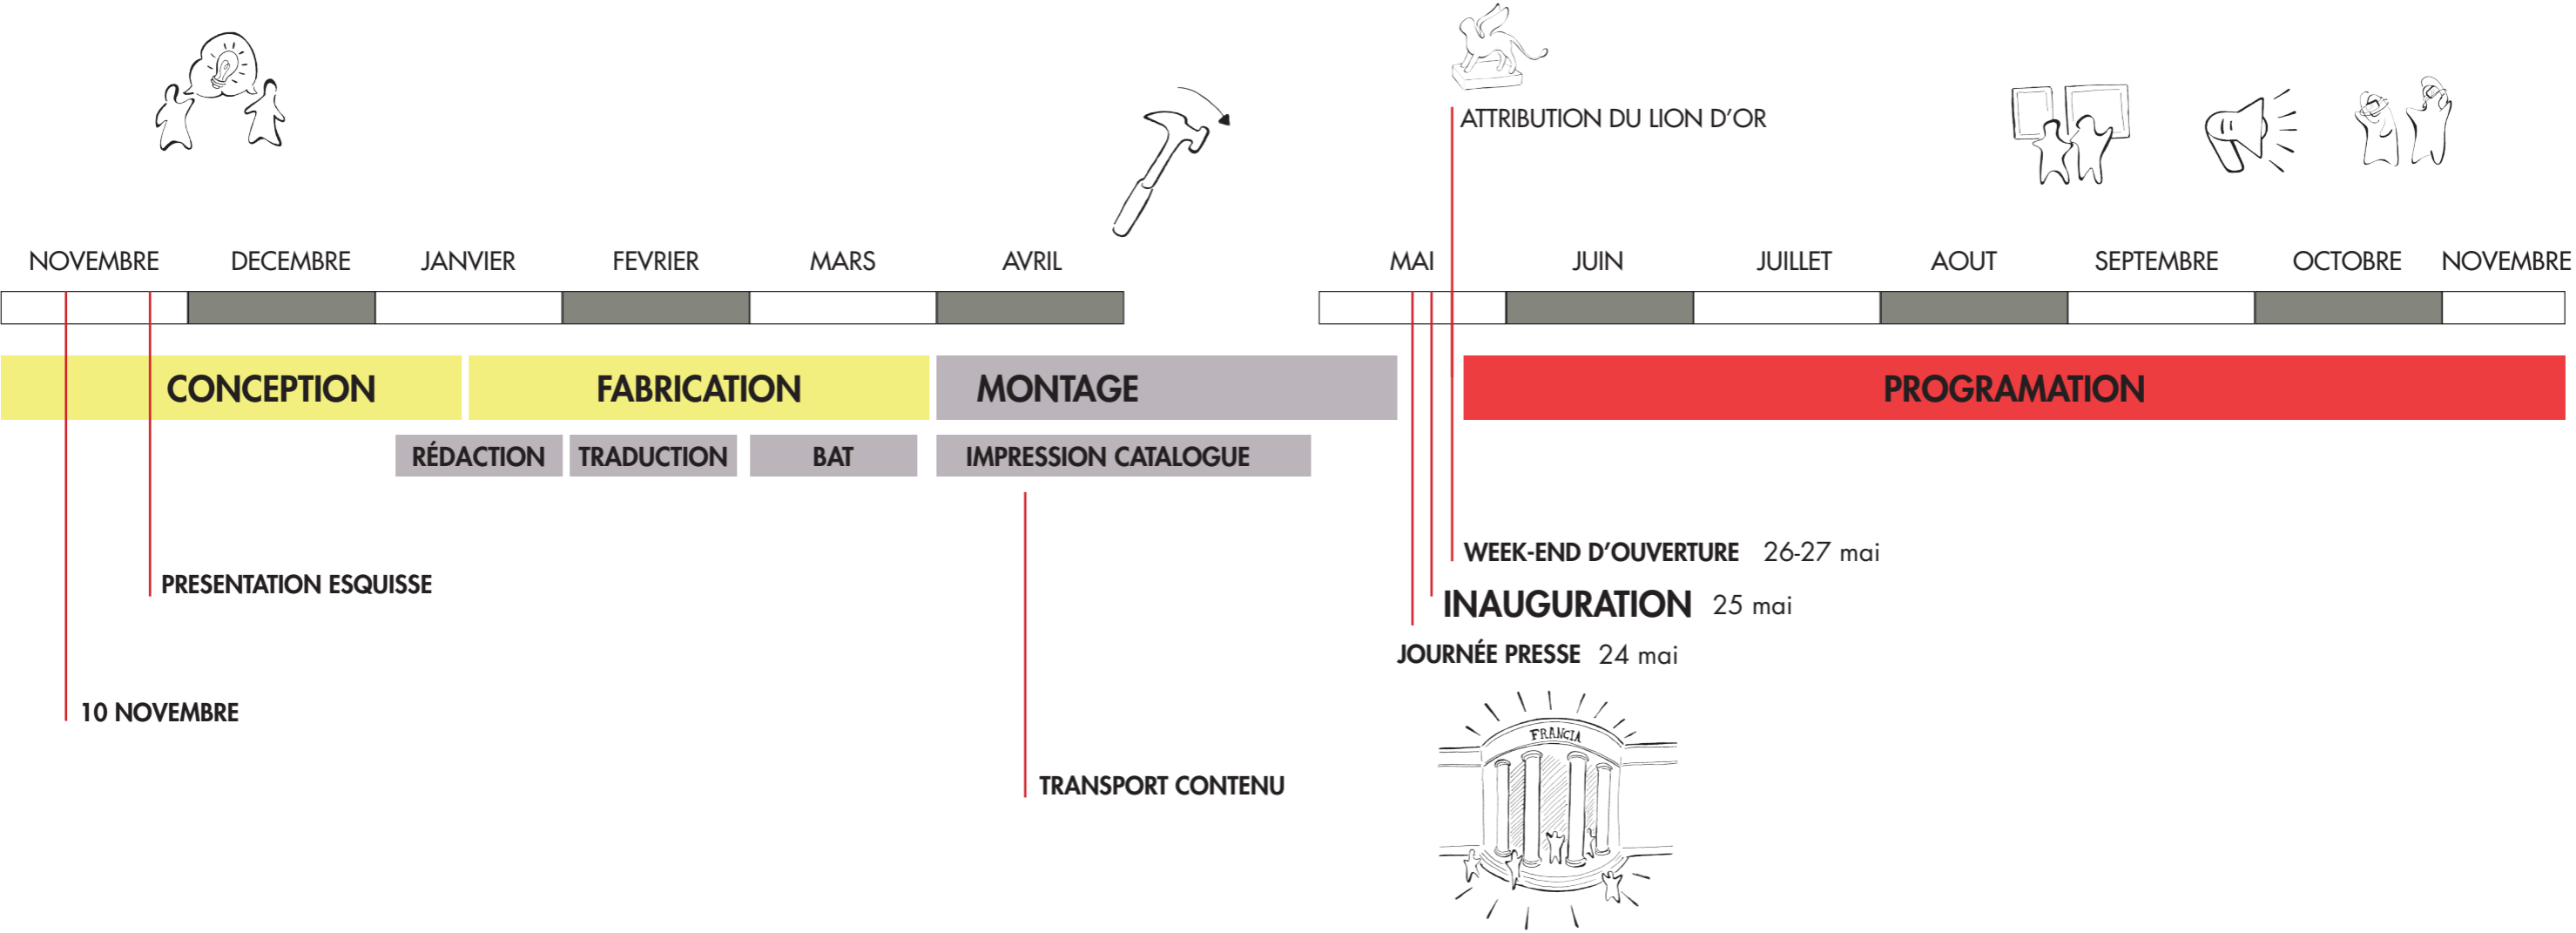 ATTRIBUTION DU LION D’OR
NOVEMBRE DECEMBRE JANVIER FEVRIER MARS AVRIL MAI JUIN JUILLET AOUT SEPTEMBRE OCTOBRE NOVEMBRE
CONCEPTION FABRICATION MONTAGE PROGRAMATION
RÉDACTION TRADUCTION BAT IMPRESSION CATALOGUE
WEEK-END D’OUVERTURE 26-27 mai
PRESENTATION ESQUISSE
INAUGURATION 25 mai
JOURNÉE PRESSE 24 mai
10 NOVEMBRE
FRANCIA
TRANSPORT CONTENU